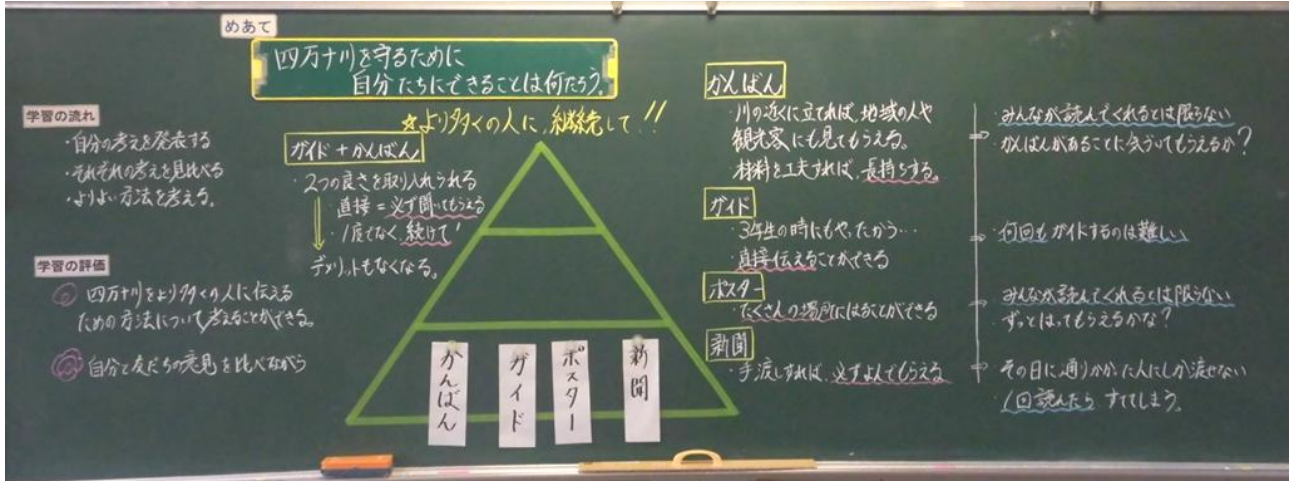 めあて
四万十川を守るために
自分たちにできることは何だろう。
☆より多くの人に、継続して!!
学習の流れ
・自分の考えを発表する
・それぞれの考えを見比べる
・よりよい方法を考える。
学習の評価
◎ 四万十川をより多くの人に伝える
ための方法について考えることができる。
◎ 自分と友だちの意見を比べながら
ガイド+かんばん
・2つの良さを取り入れられる
直接=必ず聞いてもらえる
・1度でなく、続けて!
デメリットもなくなる。
かんばん
ガイド
ポスター
新聞
かんばん
・川の近くに立てれば、地域の人や
観光客にも見てもらえる。
・材料を工夫すれば、長持ちする。
・みんなが読んでくれるとは限らない
・かんばんがあることに会うってもらえるか?
ガイド
・3年生の時にもやったから…
・直接伝えることができる
・何回もガイドするのは難しい
ポスター
・たくさんの場所にはることができる
・みんなが読んでくれるとは限らない
・ずっとはってもらえるかな?
新聞
・手渡しすれば、必ずよんでもらえる
・その日に通りかかった人にしか渡せない
・1回読んだら、すててしまう。